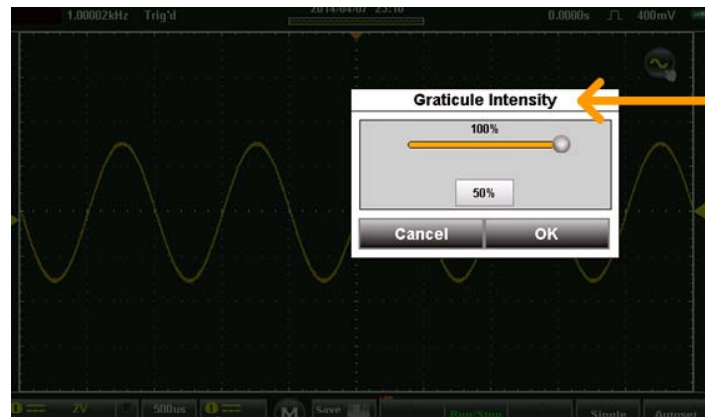 1.00002kHz Trig'd 2014/04/07 23:10 0.0000s 400mV
Graticule Intensity
100%
50%
Cancel OK
2V 500us M Save Run/Stop Single Autoset